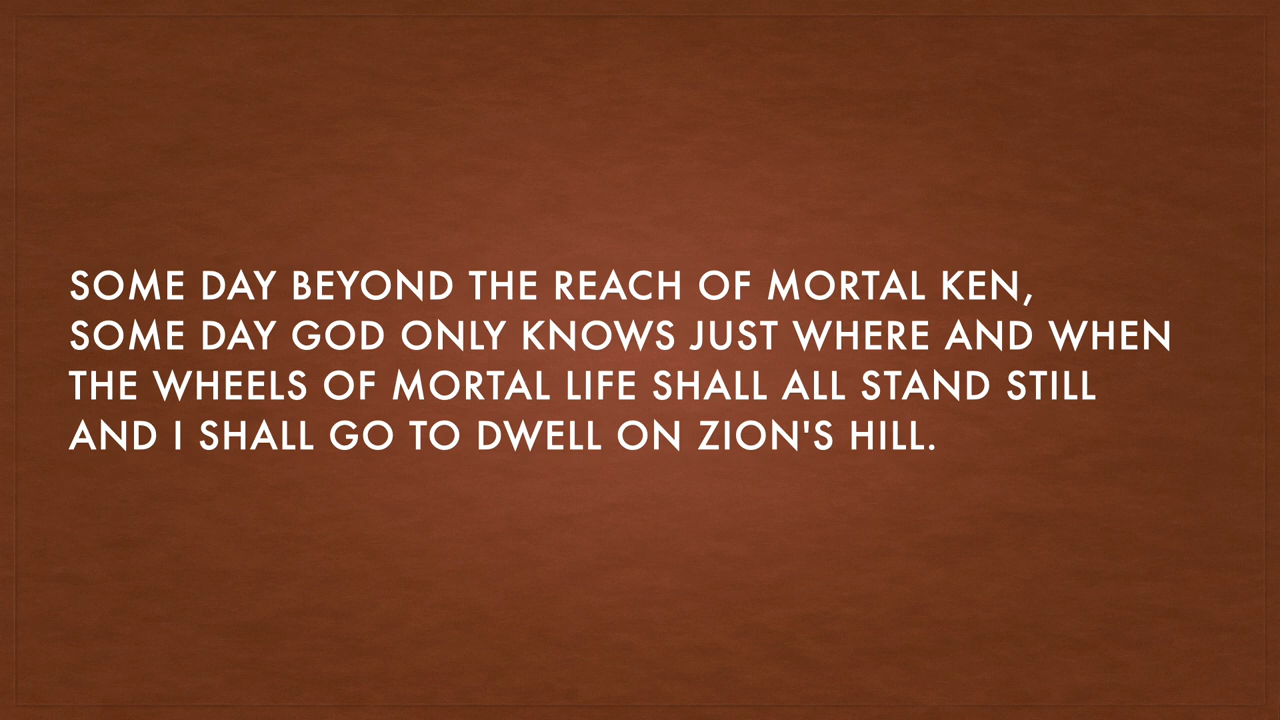 SOME DAY BEYOND THE REACH OF MORTAL KEN,
SOME DAY GOD ONLY KNOWS JUST WHERE AND WHEN
THE WHEELS OF MORTAL LIFE SHALL ALL STAND STILL
AND I SHALL GO TO DWELL ON ZION'S HILL.